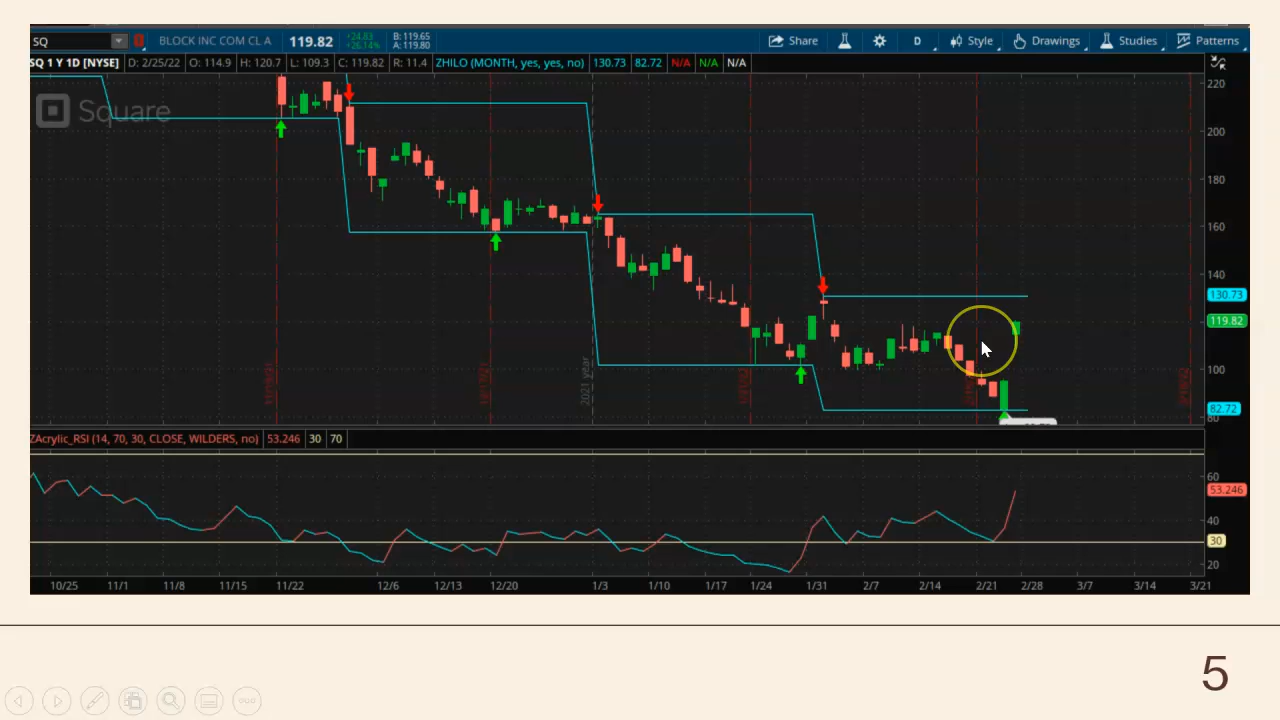 SQ
BLOCK INC COM CL A
119.82
+24.83
+26.14%
B: 119.65
A: 119.80
Share
D
Style
Drawings
Studies
Patterns
SQ 1 Y 1D [NYSE]
D: 2/25/22
O: 114.9
H: 120.7
L: 109.3
C: 119.82
R: 11.4
ZHILO (MONTH, yes, yes, no)
130.73
82.72
N/A
N/A
N/A
Square
220
200
180
160
140
130.73
119.82
100
82.72
80
2021 year
ZAcrylic_RSI (14, 70, 30, CLOSE, WILDERS, no)
53.246
30
70
60
53.246
40
30
20
10/25
11/1
11/8
11/15
11/22
12/6
12/13
12/20
1/3
1/10
1/17
1/24
1/31
2/7
2/14
2/21
2/28
3/7
3/14
3/21
5